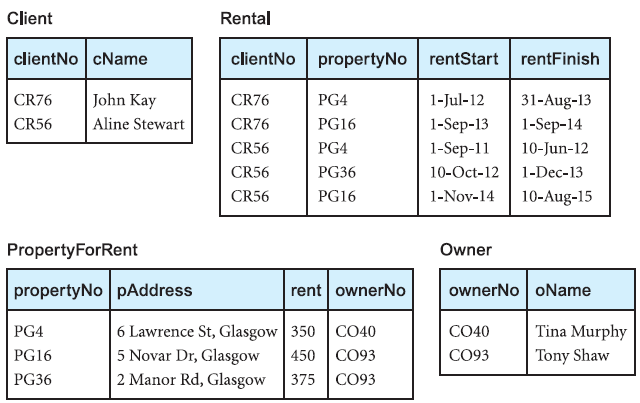 Client
clientNo cName
CR76 John Kay
CR56 Aline Stewart
Rental
clientNo propertyNo rentStart rentFinish
CR76 PG4 1-Jul-12 31-Aug-13
CR76 PG16 1-Sep-13 1-Sep-14
CR56 PG4 1-Sep-11 10-Jun-12
CR56 PG36 10-Oct-12 1-Dec-13
CR56 PG16 1-Nov-14 10-Aug-15
PropertyForRent
propertyNo pAddress rent ownerNo
PG4 6 Lawrence St, Glasgow 350 CO40
PG16 5 Novar Dr, Glasgow 450 CO93
PG36 2 Manor Rd, Glasgow 375 CO93
Owner
ownerNo oName
CO40 Tina Murphy
CO93 Tony Shaw